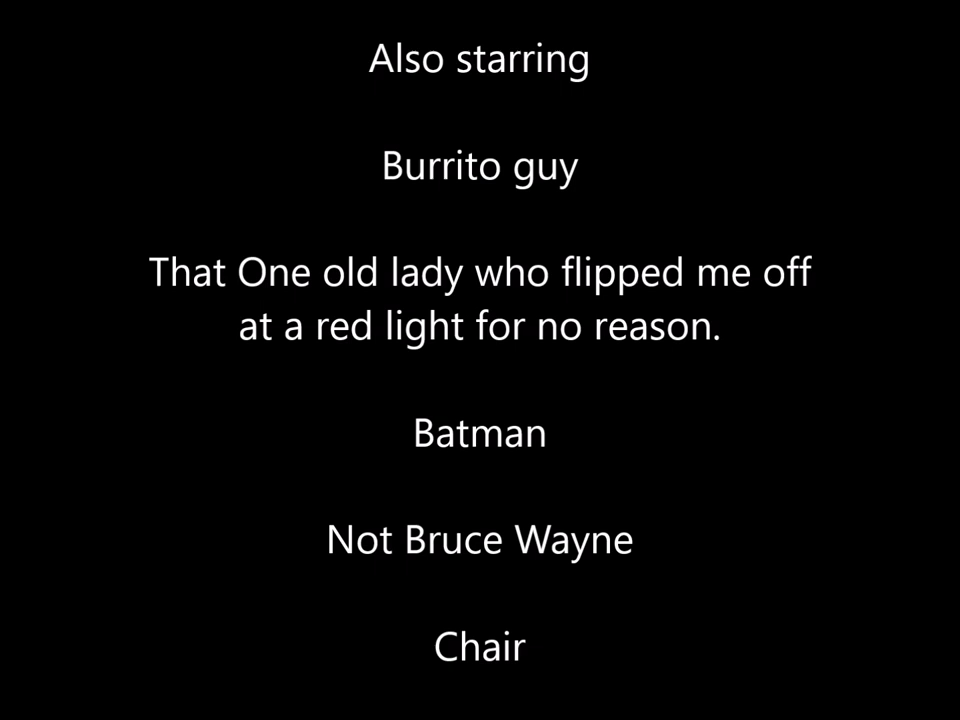 Also starring
Burrito guy
That One old lady who flipped me off
at a red light for no reason.
Batman
Not Bruce Wayne
Chair